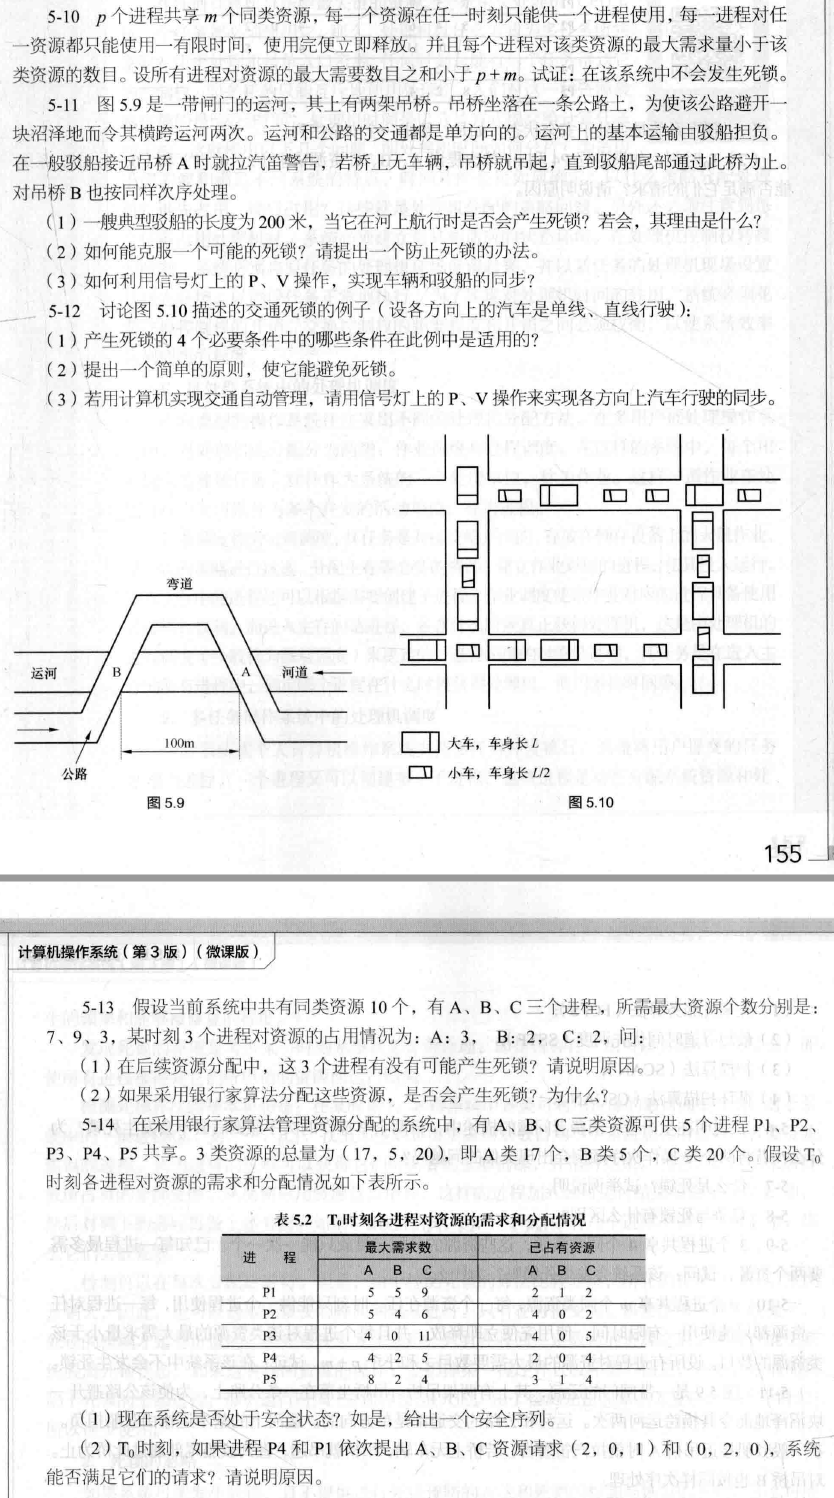 5-10 p 个进程共享 m 个同类资源，每一个资源在任一时刻只能供一个进程使用，每一进程对任
一资源都只能使用一有限时间，使用完便立即释放。并且每个进程对该类资源的最大需求量小于该
类资源的数目。设所有进程对资源的最大需要数目之和小于 p + m。试证：在该系统中不会发生死锁。
5-11 图 5.9 是一带闸门的运河，其上有两架吊桥。吊桥坐落在一条公路上，为使该公路避开一
块沼泽地而令其横跨运河两次。运河和公路的交通都是单方向的。运河上的基本运输由驳船担负。
在一般驳船接近吊桥 A 时就拉汽笛警告，若桥上无车辆，吊桥就吊起，直到驳船尾部通过此桥为止。
对吊桥 B 也按同样次序处理。
（1）一艘典型驳船的长度为 200 米，当它在河上航行时是否会产生死锁？若会，其理由是什么？
（2）如何能克服一个可能的死锁？请提出一个防止死锁的办法。
（3）如何利用信号灯上的 P、V 操作，实现车辆和驳船的同步？
5-12 讨论图 5.10 描述的交通死锁的例子（设各方向上的汽车是单线、直线行驶）：
（1）产生死锁的 4 个必要条件中的哪些条件在此例中是适用的？
（2）提出一个简单的原则，使它能避免死锁。
（3）若用计算机实现交通自动管理，请用信号灯上的 P、V 操作来实现各方向上汽车行驶的同步。
弯道
运河 B A 河道
100m
公路
图 5.9
大车，车身长 L
小车，车身长 L/2
图 5.10
155
计算机操作系统（第 3 版）（微课版）
5-13 假设当前系统中共有同类资源 10 个，有 A、B、C 三个进程，所需最大资源个数分别是：
7、9、3，某时刻 3 个进程对资源的占用情况为：A：3， B：2， C：2，问：
（1）在后续资源分配中，这 3 个进程有没有可能产生死锁？请说明原因。
（2）如果采用银行家算法分配这些资源，是否会产生死锁？为什么？
5-14 在采用银行家算法管理资源分配的系统中，有 A、B、C 三类资源可供 5 个进程 P1、P2、
P3、P4、P5 共享。3 类资源的总量为（17，5，20），即 A 类 17 个，B 类 5 个，C 类 20 个。假设 T0
时刻各进程对资源的需求和分配情况如下表所示。
表 5.2 T0时刻各进程对资源的需求和分配情况
进 程 最大需求数 已占有资源
A B C A B C
P1 5 5 9 2 1 2
P2 5 4 6 4 0 2
P3 4 0 11 4 0 5
P4 4 2 5 2 0 4
P5 8 2 4 3 1 4
（1）现在系统是否处于安全状态？如是，给出一个安全序列。
（2）T0时刻，如果进程 P4 和 P1 依次提出 A、B、C 资源请求（2，0，1）和（0，2，0），系统
能否满足它们的请求？请说明原因。